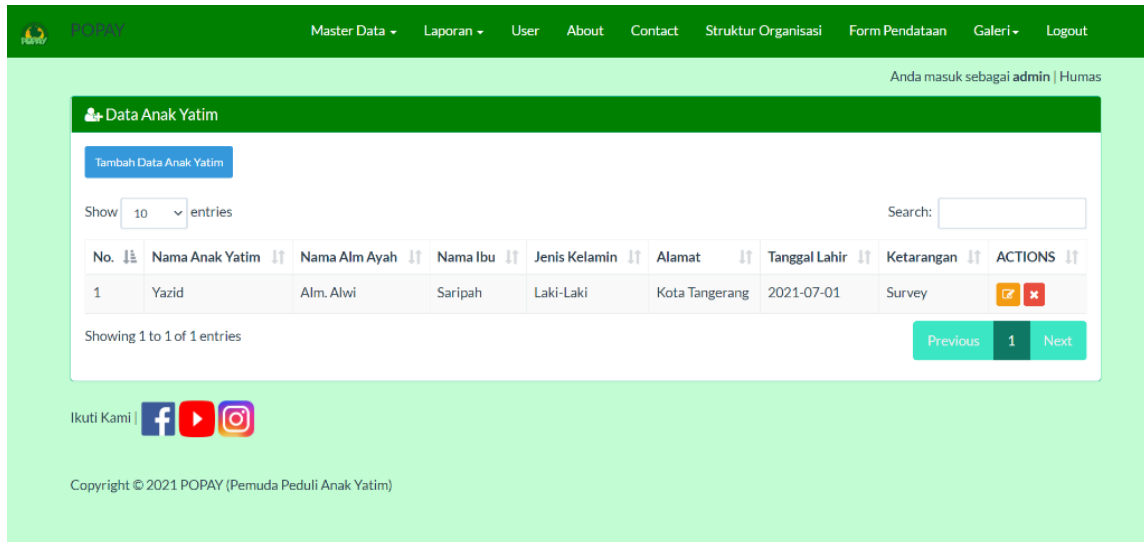 POPAY POPAY Master Data Laporan User About Contact Struktur Organisasi Form Pendataan Galeri Logout
Anda masuk sebagai admin | Humas
Data Anak Yatim
Tambah Data Anak Yatim
Show 10 entries Search:
No. Nama Anak Yatim Nama Alm Ayah Nama Ibu Jenis Kelamin Alamat Tanggal Lahir Ketarangan ACTIONS
1 Yazid Alm. Alwi Saripah Laki-Laki Kota Tangerang 2021-07-01 Survey
Showing 1 to 1 of 1 entries Previous 1 Next
Ikuti Kami |
Copyright © 2021 POPAY (Pemuda Peduli Anak Yatim)